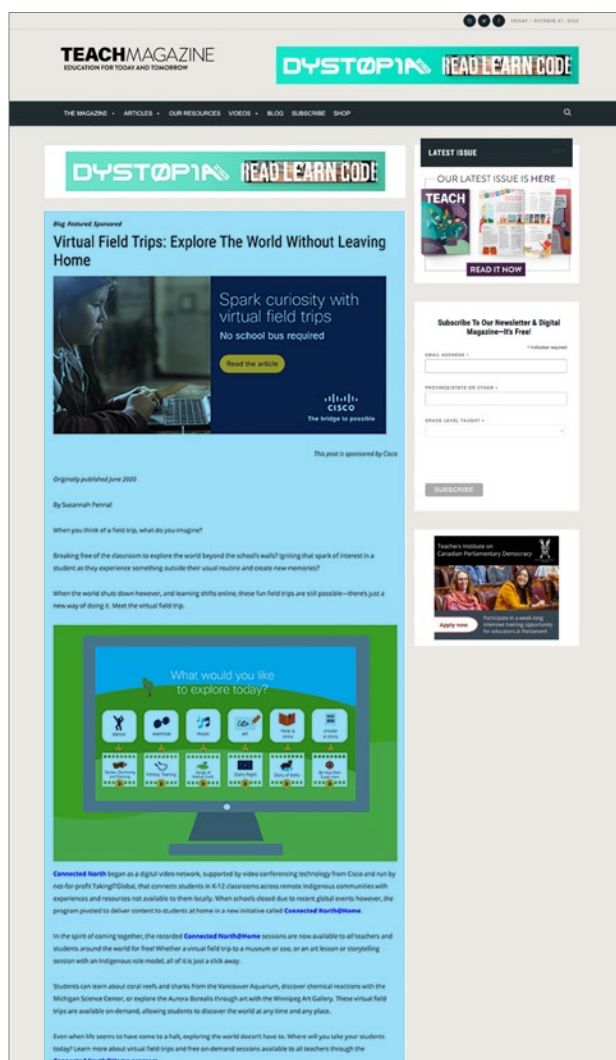 FRIDAY / OCTOBER 21, 2022
TEACHMAGAZINE
EDUCATION FOR TODAY AND TOMORROW
DYSTØP1A READ LEARN CODE
THE MAGAZINE ARTICLES OUR RESOURCES VIDEOS BLOG SUBSCRIBE SHOP
DYSTØP1A READ LEARN CODE
Blog Featured Sponsored
Virtual Field Trips: Explore The World Without Leaving
Home
Spark curiosity with
virtual field trips
No school bus required
Read the article
CISCO
The bridge to possible
This post is sponsored by Cisco
Originally published June 2020
By Susannah Pennal
When you think of a field trip, what do you imagine?
Breaking free of the classroom to explore the world beyond the school's walls? Igniting that spark of interest in a
student as they experience something outside their usual routine and create new memories?
When the world shuts down however, and learning shifts online, these fun field trips are still possible—there's just a
new way of doing it. Meet the virtual field trip.
What would you like
to explore today?
dance exercise music art hear a story create a story
Fitness Training Starry Night
Connected North began as a digital video network, supported by video conferencing technology from Cisco and run by
not-for-profit TakingITGlobal, that connects students in K-12 classrooms across remote Indigenous communities with
experiences and resources not available to them locally. When schools closed due to recent global events however, the
program pivoted to deliver content to students at home in a new initiative called Connected North@Home.
In the spirit of coming together, the recorded Connected North@Home sessions are now available to all teachers and
students around the world for free! Whether a virtual field trip to a museum or zoo, or an art lesson or storytelling
session with an Indigenous role model, all of it is just a click away.
Students can learn about coral reefs and sharks from the Vancouver Aquarium, discover chemical reactions with the
Michigan Science Center, or explore the Aurora Borealis through art with the Winnipeg Art Gallery. These virtual field
trips are available on-demand, allowing students to discover the world at any time and any place.
Even when life seems to have come to a halt, exploring the world doesn't have to. Where will you take your students
today? Learn more about virtual field trips and free on-demand sessions available to all teachers through the
LATEST ISSUE
OUR LATEST ISSUE IS HERE
TEACH
READ IT NOW
Subscribe To Our Newsletter & Digital
Magazine—It's Free!
* indicates required
EMAIL ADDRESS *
PROVINCE/STATE OR OTHER *
GRADE LEVEL TAUGHT *
SUBSCRIBE
Teachers Institute on
Canadian Parliamentary Democracy
Apply now
Participate in a week-long
intensive training opportunity
for educators at Parliament